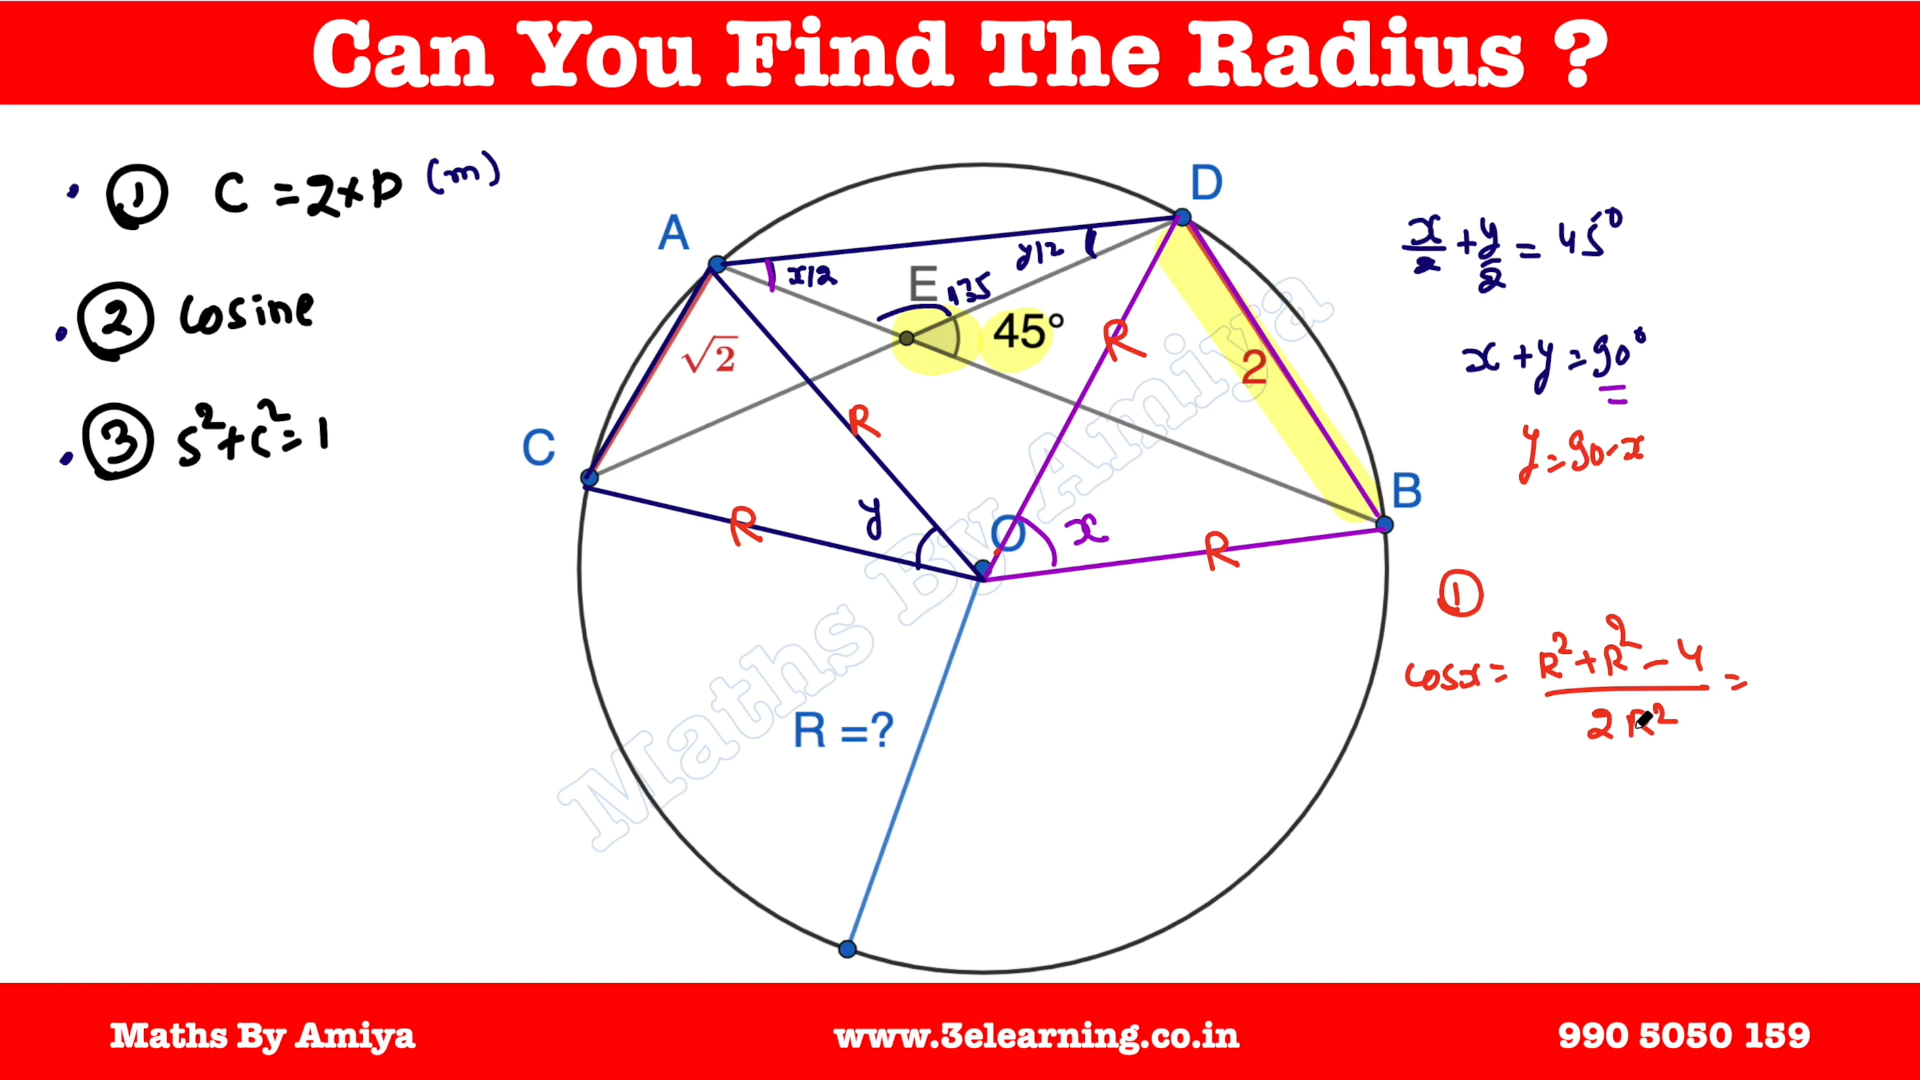 Can You Find The Radius ?
① C = 2 × P (m)
② Cosine
③ s² + c² = 1
A
D
E
C
B
O
√2
2
45°
135
x/2
y/2
R
R
R
R
y
x
R =?
x/2 + y/2 = 45°
x + y = 90°
y = 90 - x
①
cos x = R² + R² - 4 / 2R² =
Maths By Amiya
Maths By Amiya
www.3elearning.co.in
990 5050 159